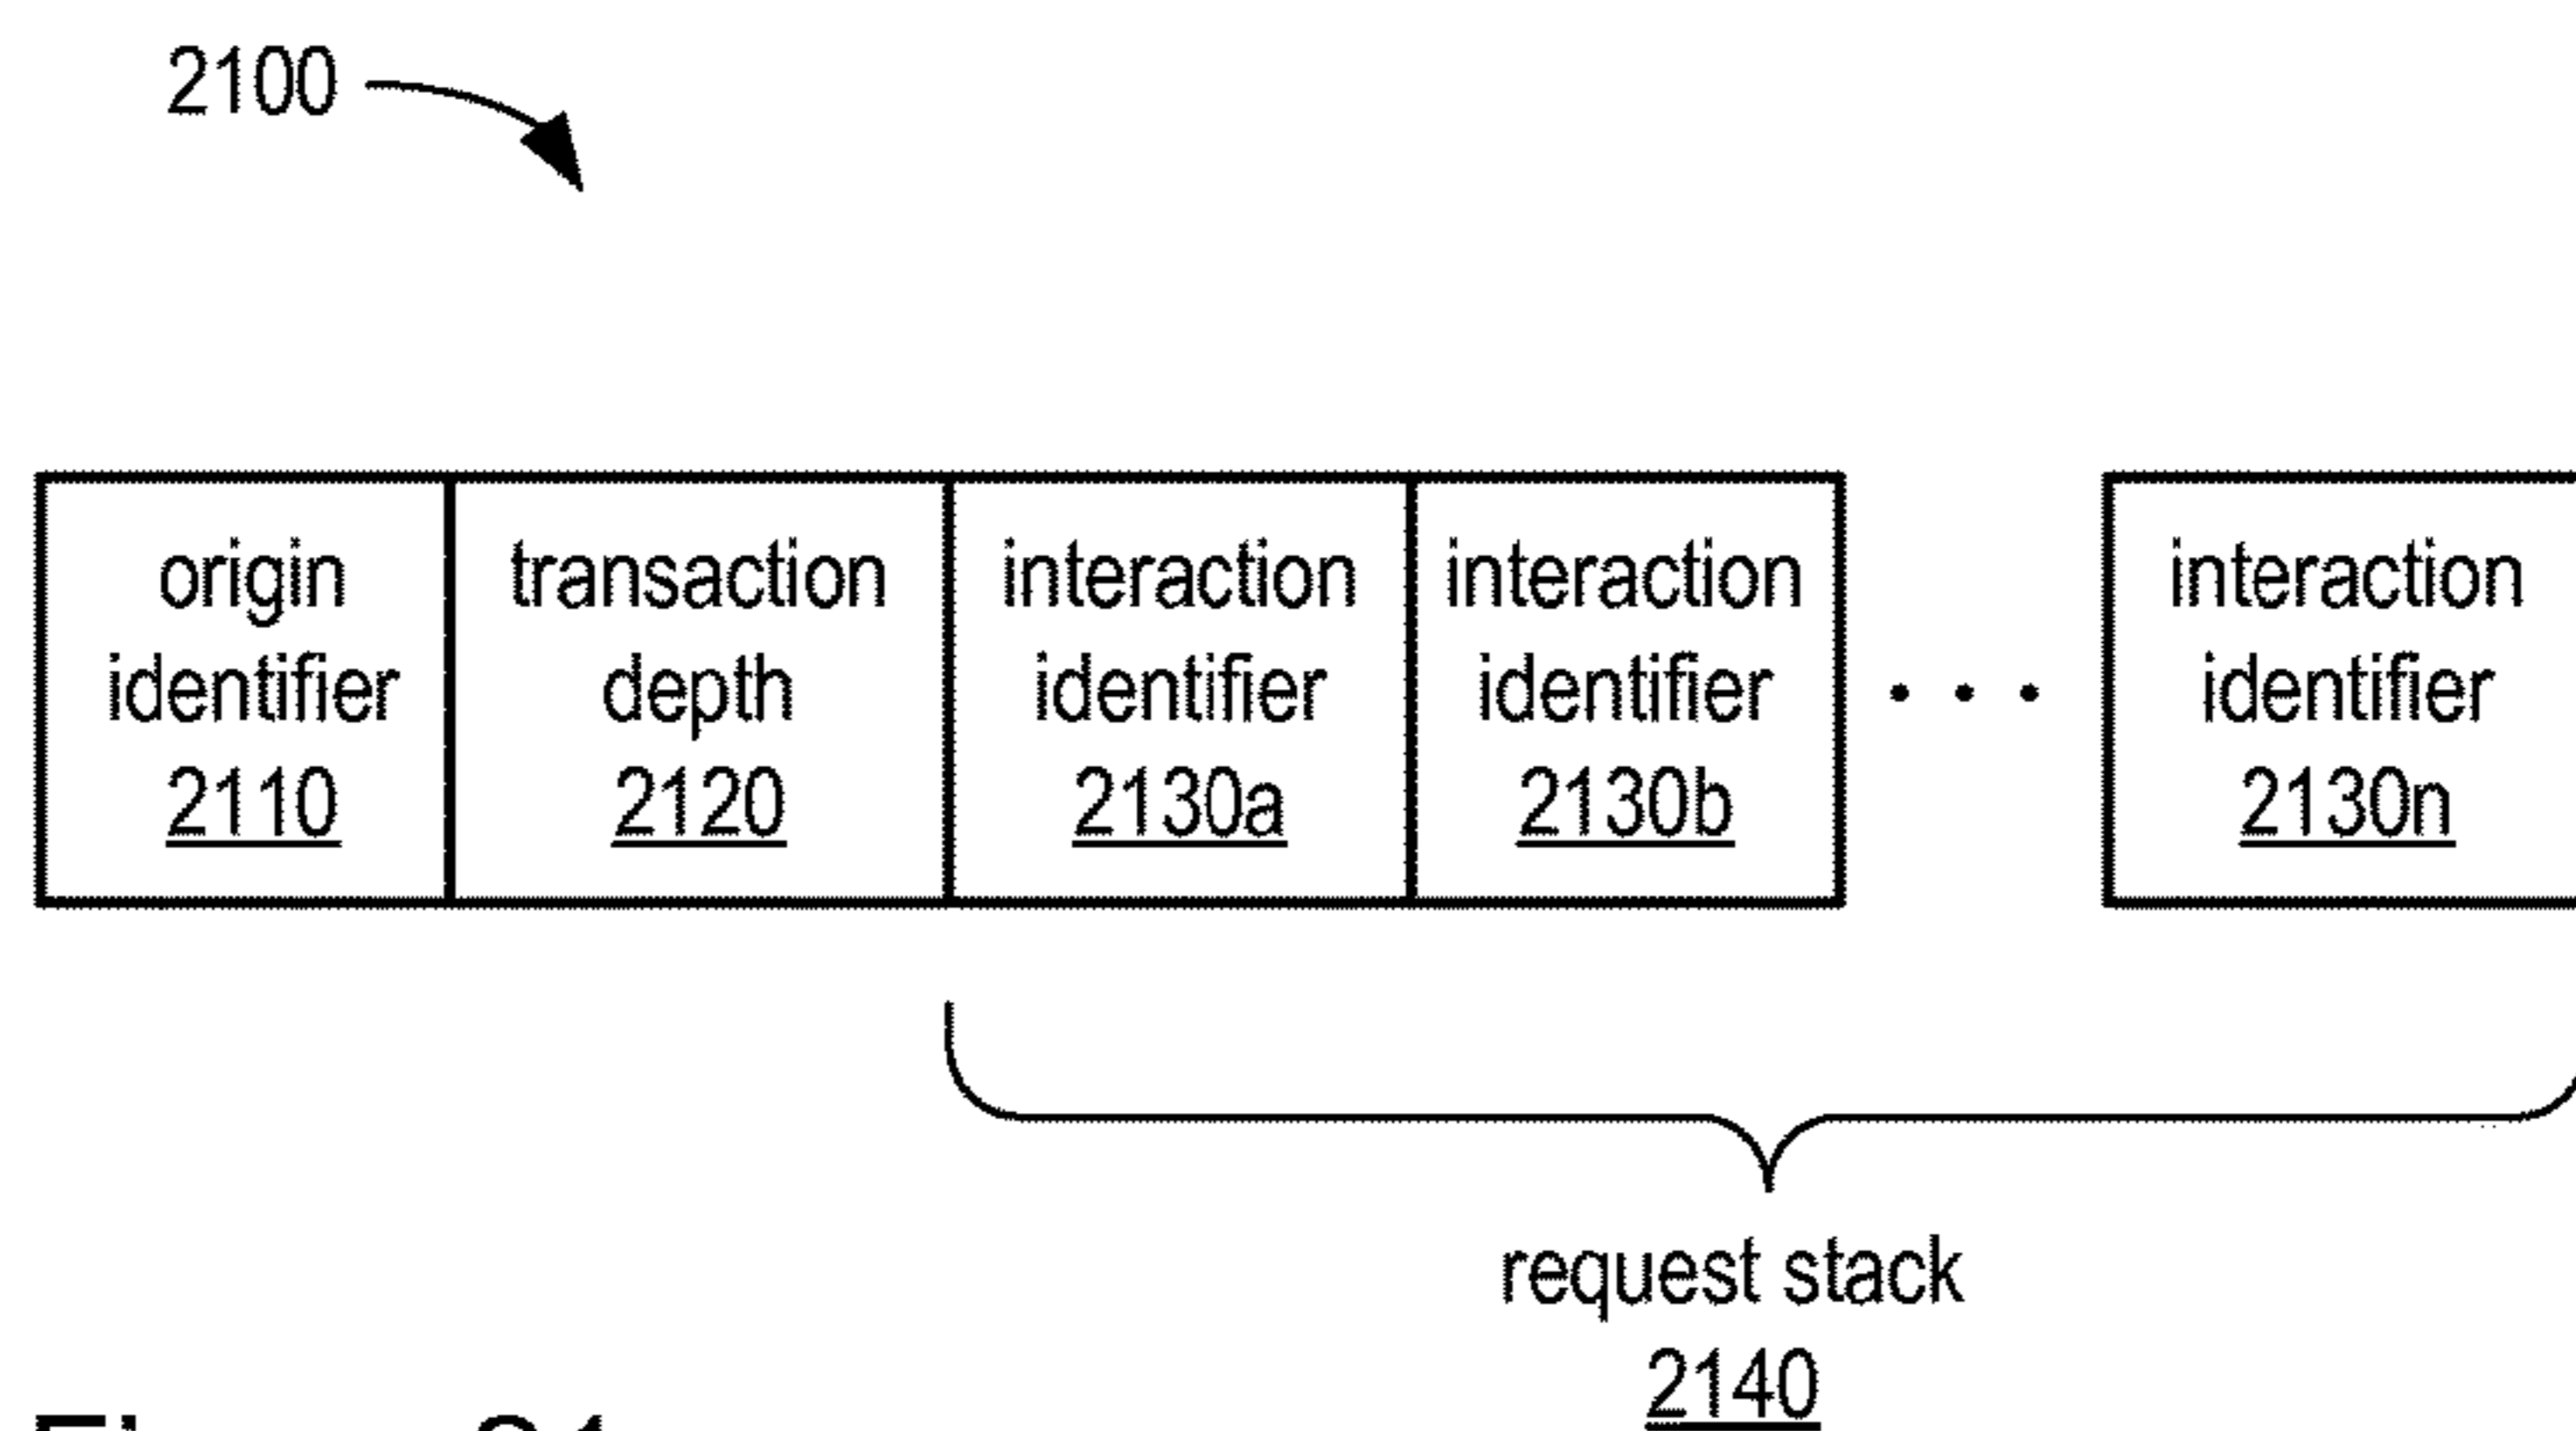 2100
origin
identifier
2110
transaction
depth
2120
interaction
identifier
2130a
interaction
identifier
2130b
. . .
interaction
identifier
2130n
request stack
2140